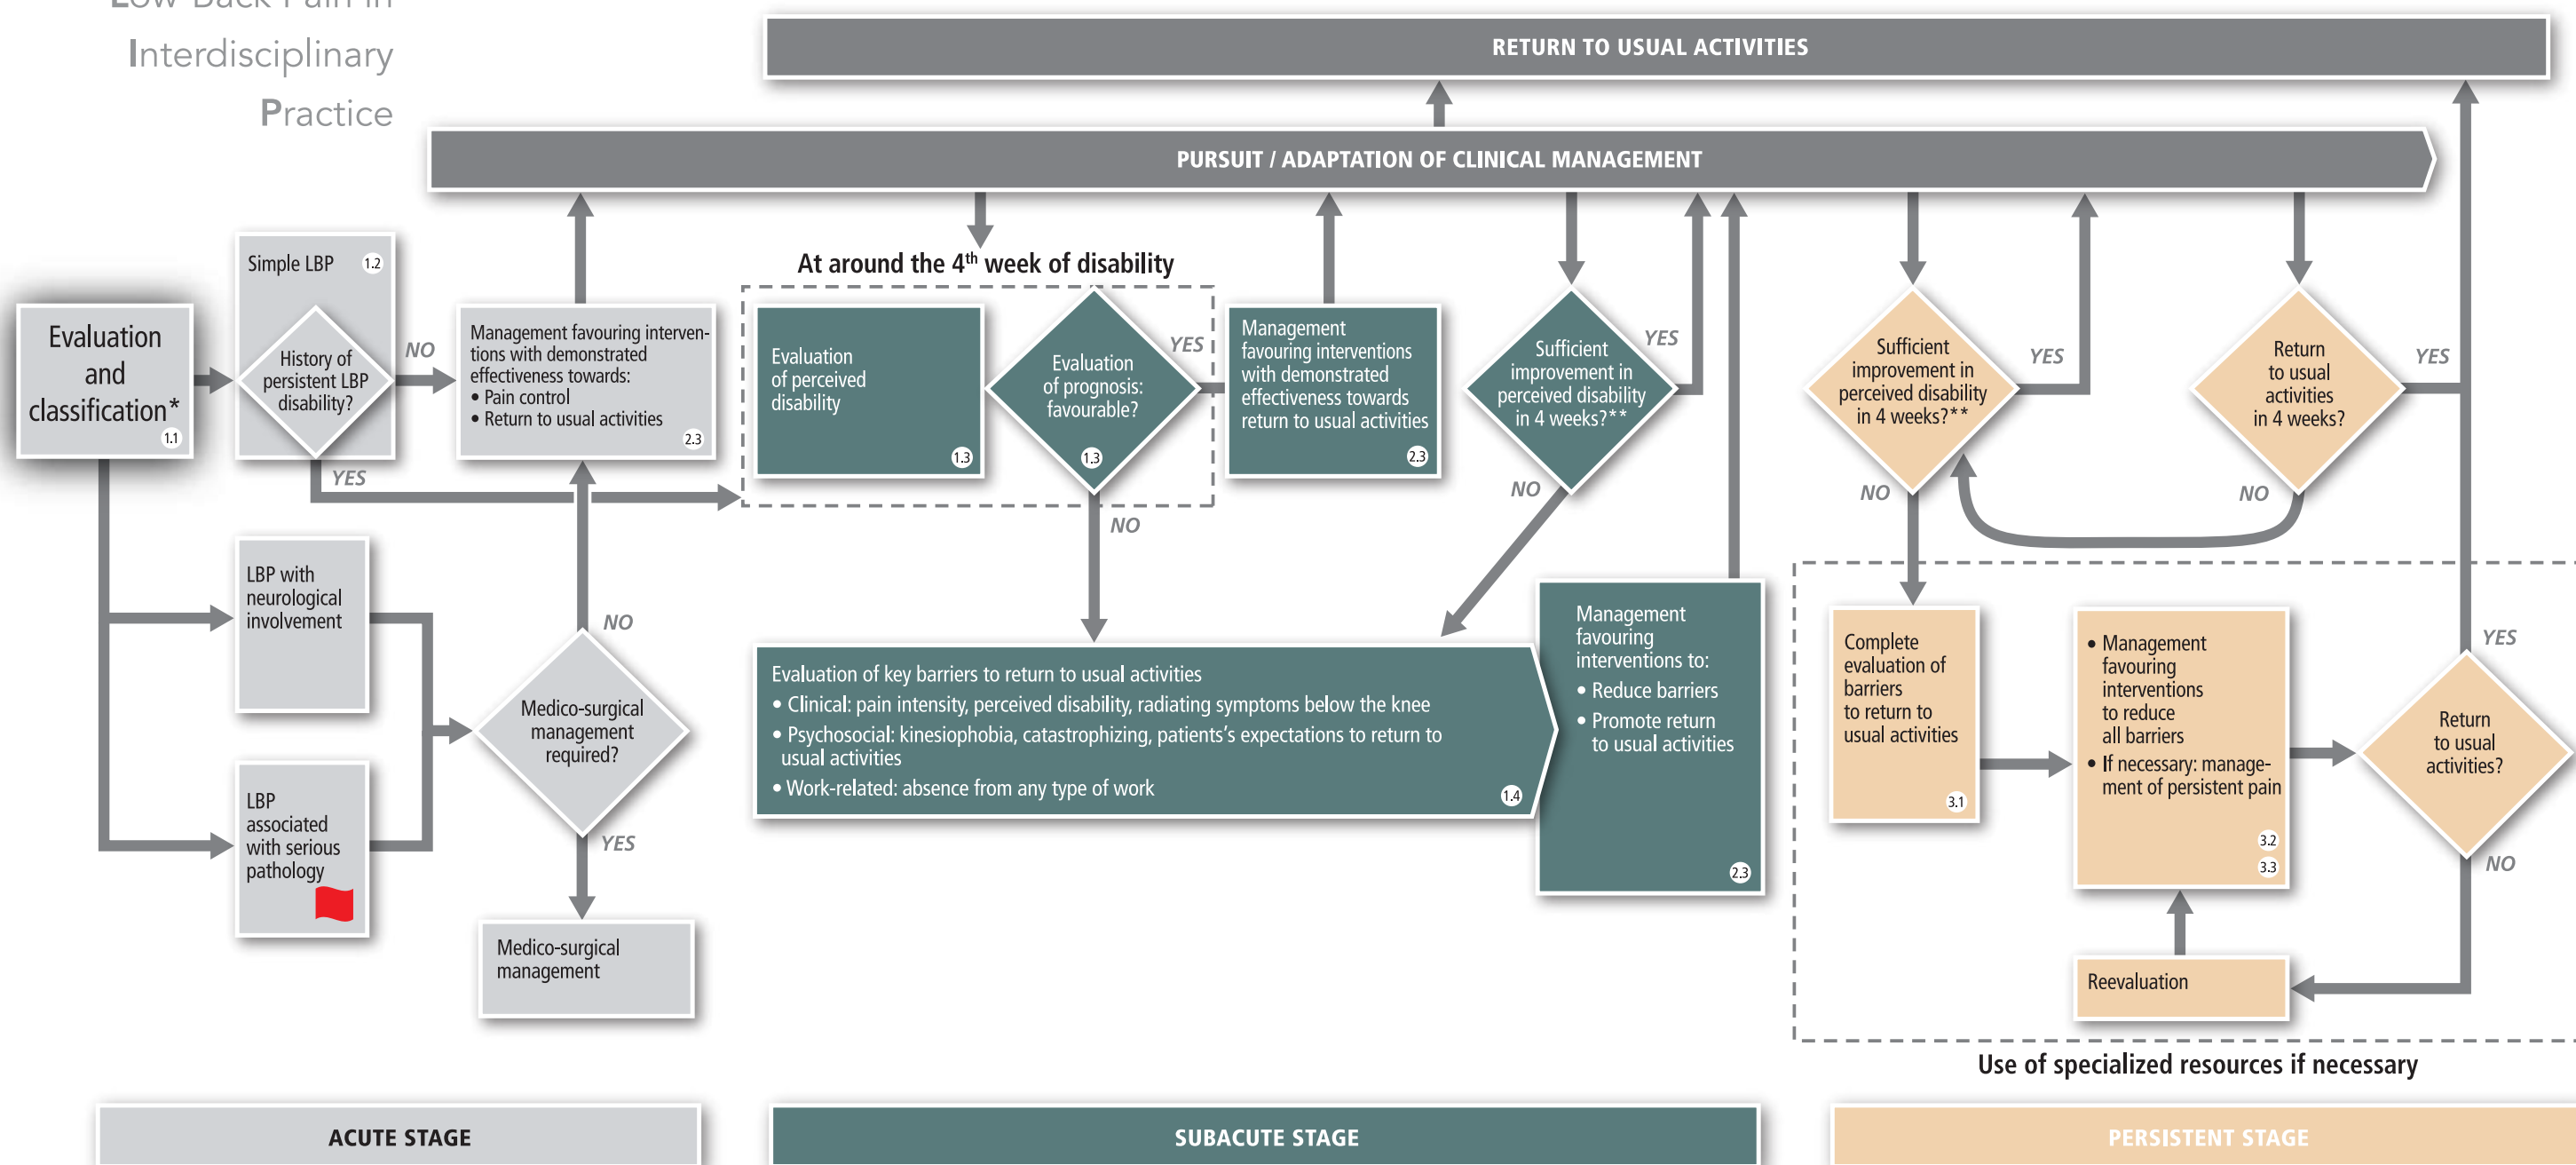 Low Back Pain in
Interdisciplinary
Practice
RETURN TO USUAL ACTIVITIES
PURSUIT / ADAPTATION OF CLINICAL MANAGEMENT
Evaluation
and
classification*
1.1
Simple LBP 1.2
History of
persistent LBP
disability?
NO
YES
Management favouring interven-
tions with demonstrated
effectiveness towards:
• Pain control
• Return to usual activities
2.3
LBP with
neurological
involvement
LBP
associated
with serious
pathology
NO
Medico-surgical
management
required?
YES
Medico-surgical
management
At around the 4th week of disability
Evaluation
of perceived
disability
1.3
Evaluation
of prognosis:
favourable?
1.3
YES
NO
Management
favouring interventions
with demonstrated
effectiveness towards
return to usual activities
2.3
Sufficient
improvement in
perceived disability
in 4 weeks?**
YES
NO
Evaluation of key barriers to return to usual activities
• Clinical: pain intensity, perceived disability, radiating symptoms below the knee
• Psychosocial: kinesiophobia, catastrophizing, patients's expectations to return to
usual activities
• Work-related: absence from any type of work
1.4
Management
favouring
interventions to:
• Reduce barriers
• Promote return
to usual activities
2.3
Sufficient
improvement in
perceived disability
in 4 weeks?**
YES
NO
Return
to usual
activities
in 4 weeks?
YES
NO
Complete
evaluation of
barriers
to return to
usual activities
3.1
• Management
favouring
interventions
to reduce
all barriers
• If necessary: manage-
ment of persistent pain
3.2
3.3
YES
Return
to usual
activities?
NO
Reevaluation
Use of specialized resources if necessary
ACUTE STAGE
SUBACUTE STAGE
PERSISTENT STAGE